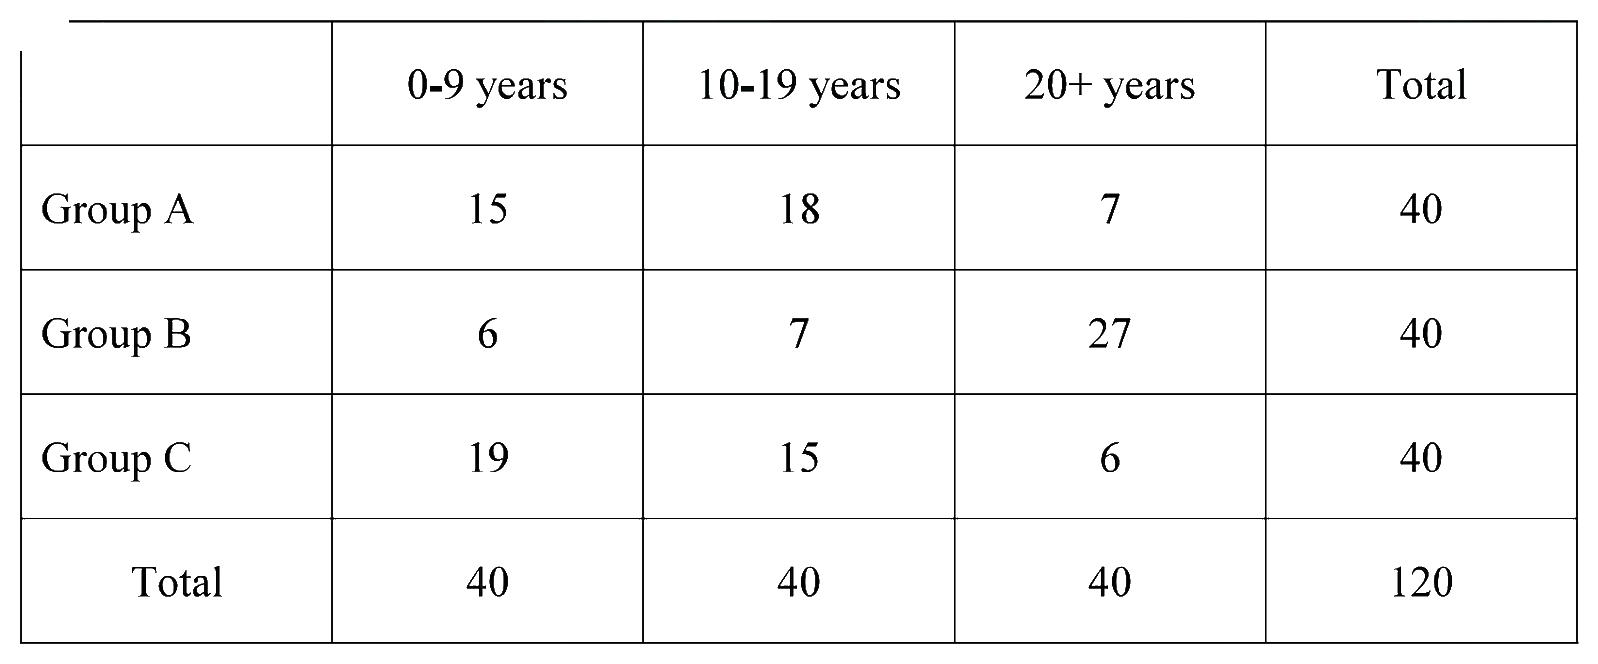 0-9 years 10-19 years 20+ years Total
Group A 15 18 7 40
Group B 6 7 27 40
Group C 19 15 6 40
Total 40 40 40 120